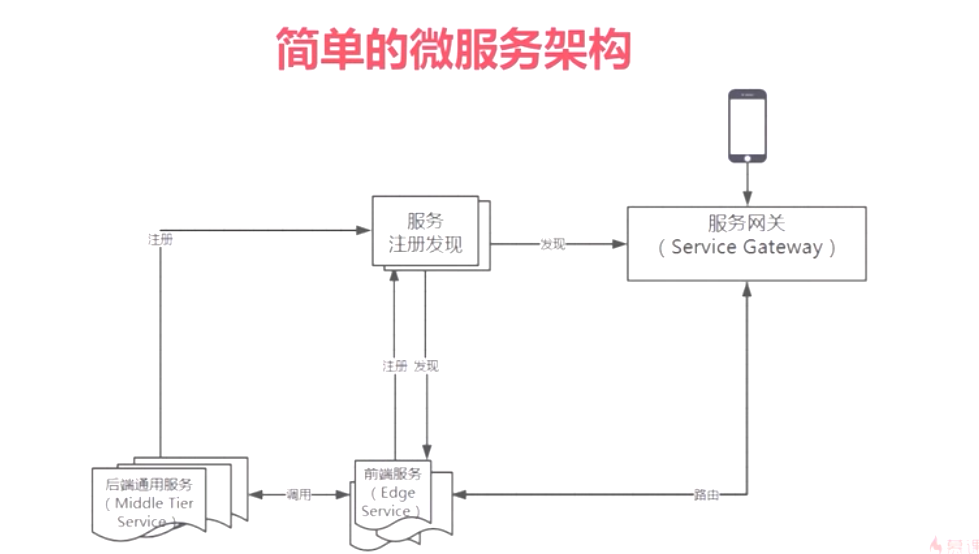 简单的微服务架构
服务
注册发现
服务网关
（Service Gateway）
注册
发现
注册
发现
后端通用服务
（Middle Tier
Service）
调用
前端服务
（Edge
Service）
路由